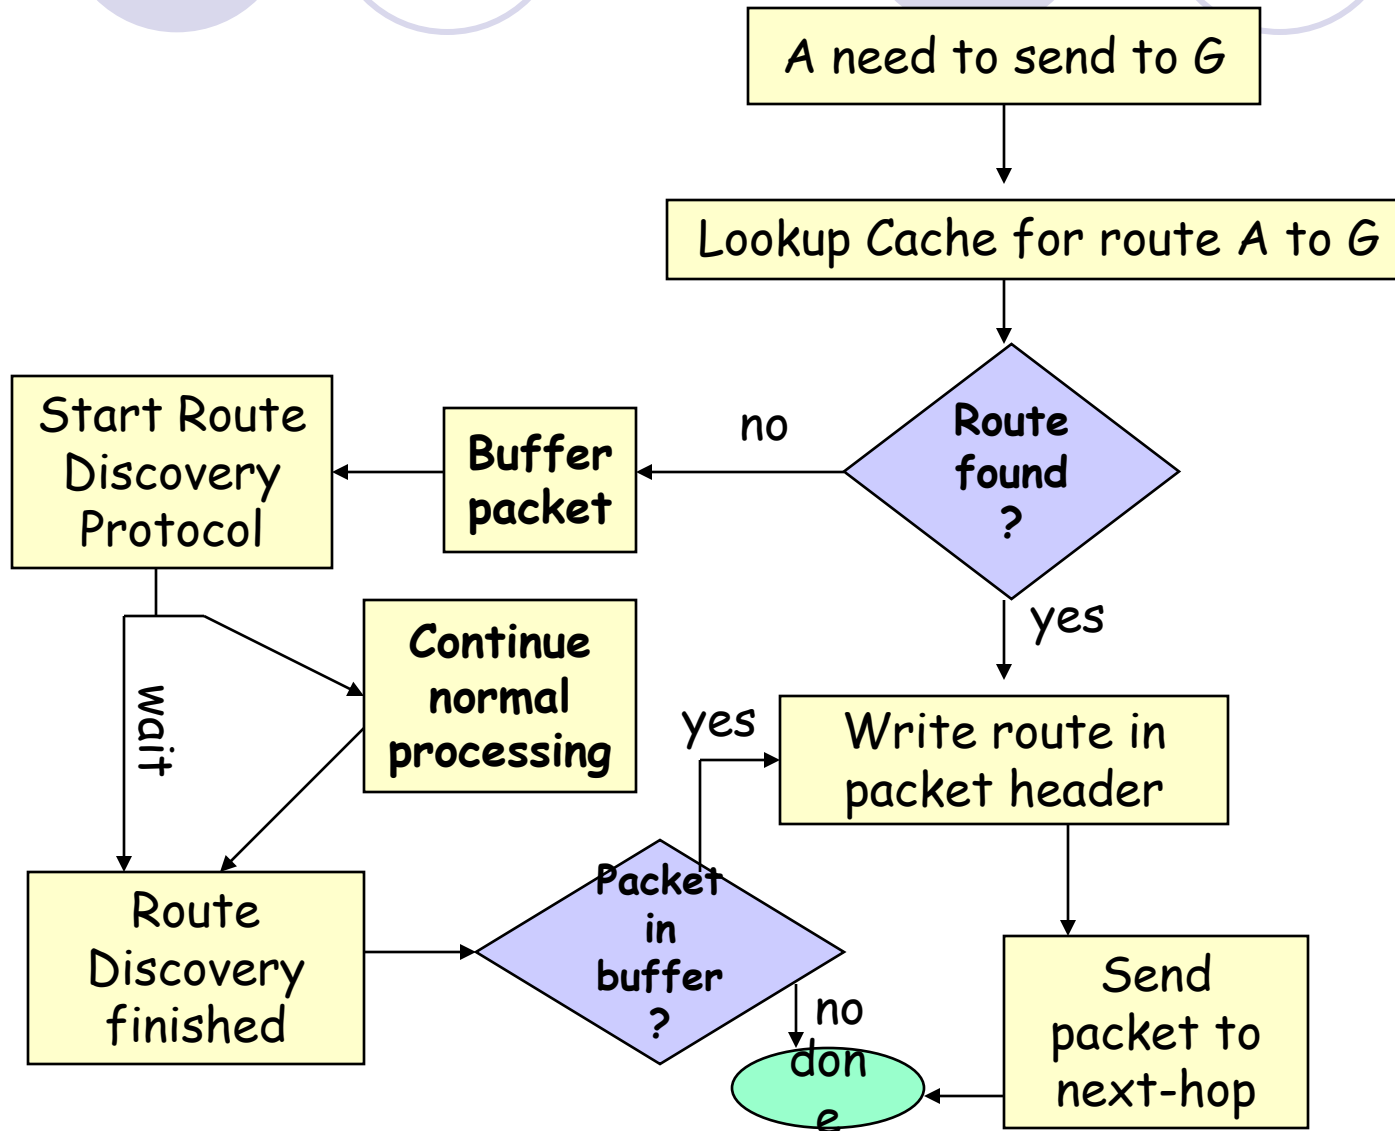 A need to send to G
Lookup Cache for route A to G
Route
found
?
no
Buffer
packet
Start Route
Discovery
Protocol
yes
wait
Continue
normal
processing
yes
Write route in
packet header
Route
Discovery
finished
Packet
in
buffer
?
no
don
e
Send
packet to
next-hop